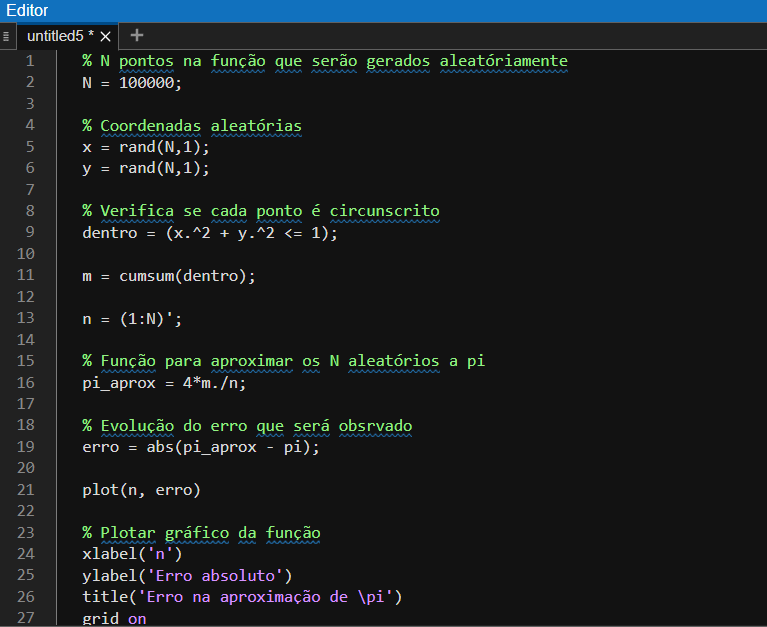 Editor
untitled5 * × +
1 % N pontos na função que serão gerados aleatóriamente
2 N = 100000;
3
4 % Coordenadas aleatórias
5 x = rand(N,1);
6 y = rand(N,1);
7
8 % Verifica se cada ponto é circunscrito
9 dentro = (x.^2 + y.^2 <= 1);
10
11 m = cumsum(dentro);
12
13 n = (1:N)';
14
15 % Função para aproximar os N aleatórios a pi
16 pi_aprox = 4*m./n;
17
18 % Evolução do erro que será obsrvado
19 erro = abs(pi_aprox - pi);
20
21 plot(n, erro)
22
23 % Plotar gráfico da função
24 xlabel('n')
25 ylabel('Erro absoluto')
26 title('Erro na aproximação de \pi')
27 grid on